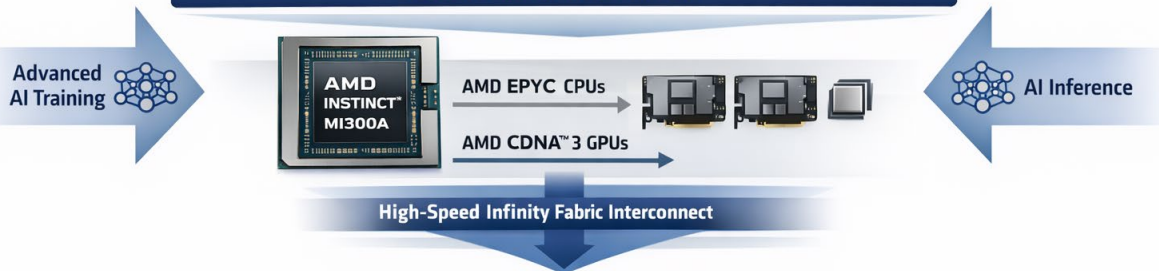 Advanced
AI Training
AMD
INSTINCT*
MI300A
AMD EPYC CPUs
AMD CDNA™ 3 GPUs
AI Inference
High-Speed Infinity Fabric Interconnect